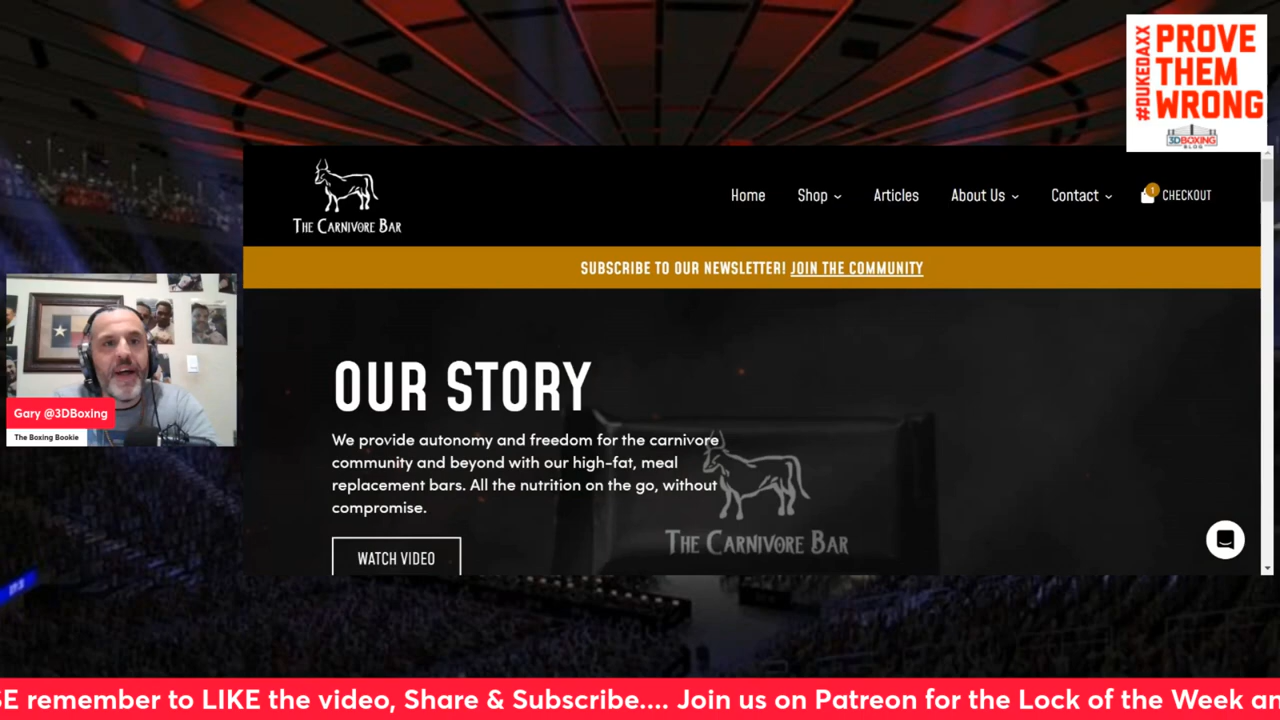 #DUKEDAXX
PROVE
THEM
WRONG
3DBOXING
BLOG
THE CARNIVORE BAR
Home
Shop
Articles
About Us
Contact
1
CHECKOUT
SUBSCRIBE TO OUR NEWSLETTER! JOIN THE COMMUNITY
OUR STORY
We provide autonomy and freedom for the carnivore
community and beyond with our high-fat, meal
replacement bars. All the nutrition on the go, without
compromise.
WATCH VIDEO
THE CARNIVORE BAR
Gary @3DBoxing
The Boxing Bookie
SE remember to LIKE the video, Share & Subscribe.... Join us on Patreon for the Lock of the Week an